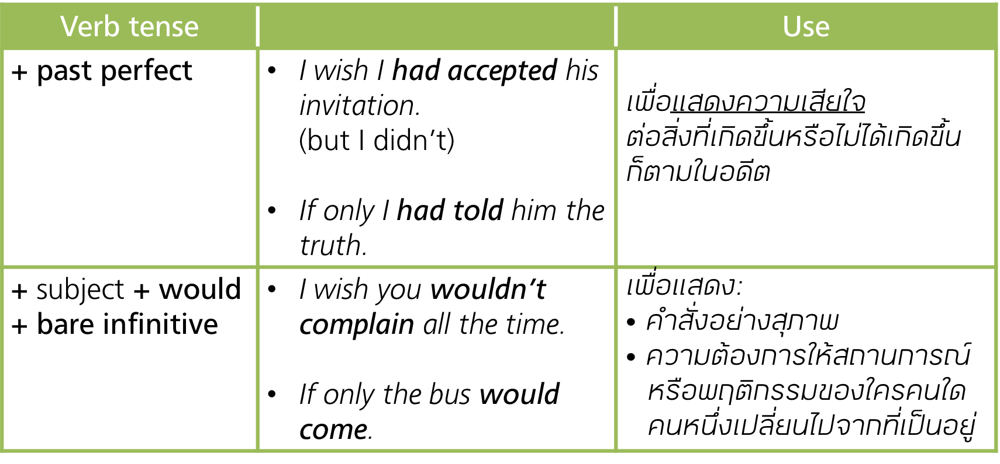 Verb tense
Use
+ past perfect
• I wish I had accepted his
invitation.
(but I didn't)
• If only I had told him the
truth.
เพื่อแสดงความเสียใจ
ต่อสิ่งที่เกิดขึ้นหรือไม่ได้เกิดขึ้น
ก็ตามในอดีต
+ subject + would
+ bare infinitive
• I wish you wouldn't
complain all the time.
• If only the bus would
come.
เพื่อแสดง:
• คำสั่งอย่างสุภาพ
• ความต้องการให้สถานการณ์
หรือพฤติกรรมของใครคนใด
คนหนึ่งเปลี่ยนไปจากที่เป็นอยู่